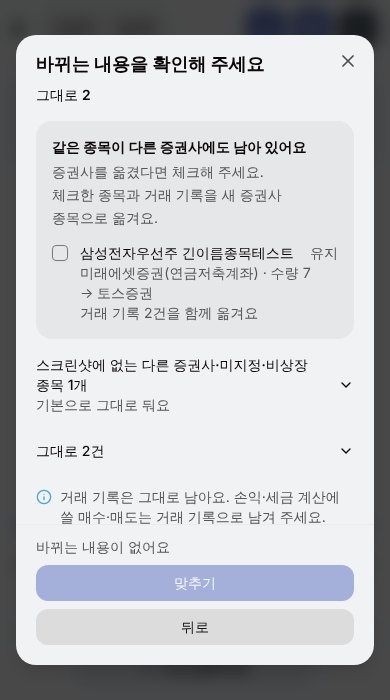 바뀌는 내용을 확인해 주세요
그대로 2
같은 종목이 다른 증권사에도 남아 있어요
증권사를 옮겼다면 체크해 주세요.
체크한 종목과 거래 기록을 새 증권사
종목으로 옮겨요.
삼성전자우선주 긴이름종목테스트 유지
미래에셋증권(연금저축계좌) · 수량 7
→ 토스증권
거래 기록 2건을 함께 옮겨요
스크린샷에 없는 다른 증권사·미지정·비상장
종목 1개
기본으로 그대로 둬요
그대로 2건
거래 기록은 그대로 남아요. 손익·세금 계산에
쓸 매수·매도는 거래 기록으로 남겨 주세요.
바뀌는 내용이 없어요
맞추기
뒤로